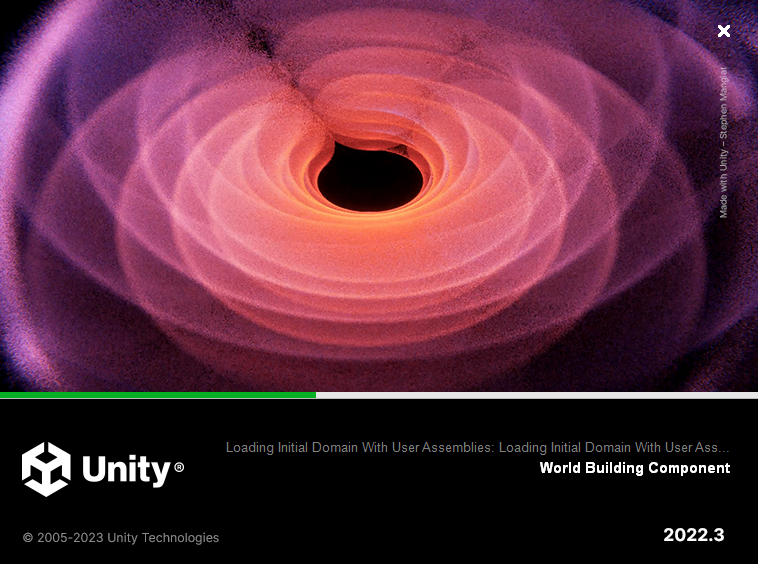 Made with Unity – Stephen Mangiat
Loading Initial Domain With User Assemblies: Loading Initial Domain With User Ass...
Unity®
World Building Component
© 2005-2023 Unity Technologies
2022.3